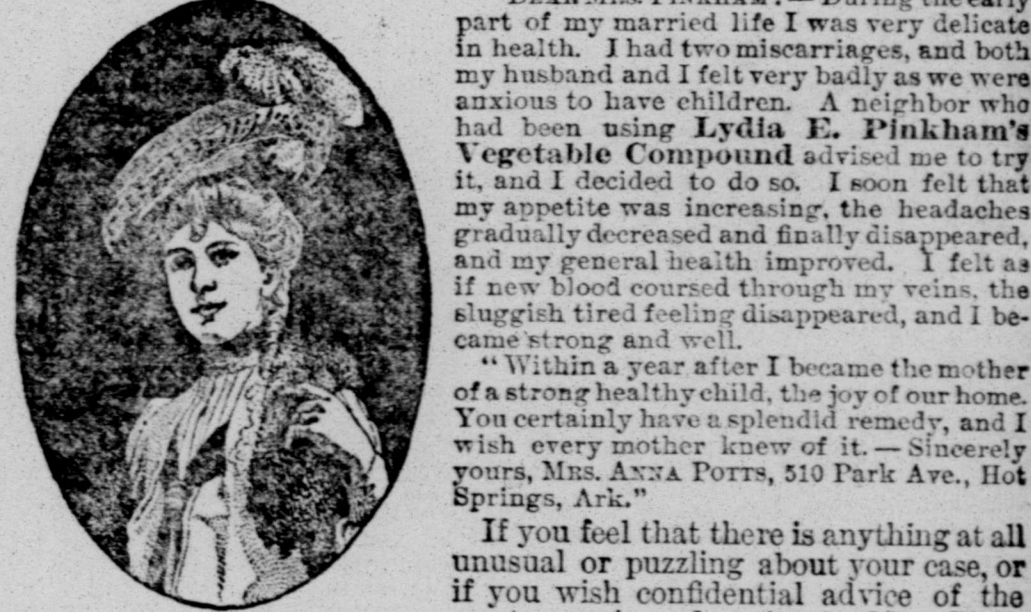 "DEAR MRS. PINKHAM:— During the early
part of my married life I was very delicate
in health. I had two miscarriages, and both
my husband and I felt very badly as we were
anxious to have children. A neighbor who
had been using Lydia E. Pinkham's
Vegetable Compound advised me to try
it, and I decided to do so. I soon felt that
my appetite was increasing, the headaches
gradually decreased and finally disappeared,
and my general health improved. I felt as
if new blood coursed through my veins, the
sluggish tired feeling disappeared, and I be-
came strong and well.
"Within a year after I became the mother
of a strong healthy child, the joy of our home.
You certainly have a splendid remedy, and I
wish every mother knew of it. — Sincerely
yours, MRS. ANNA POTTS, 510 Park Ave., Hot
Springs, Ark."
If you feel that there is anything at all
unusual or puzzling about your case, or
if you wish confidential advice of the